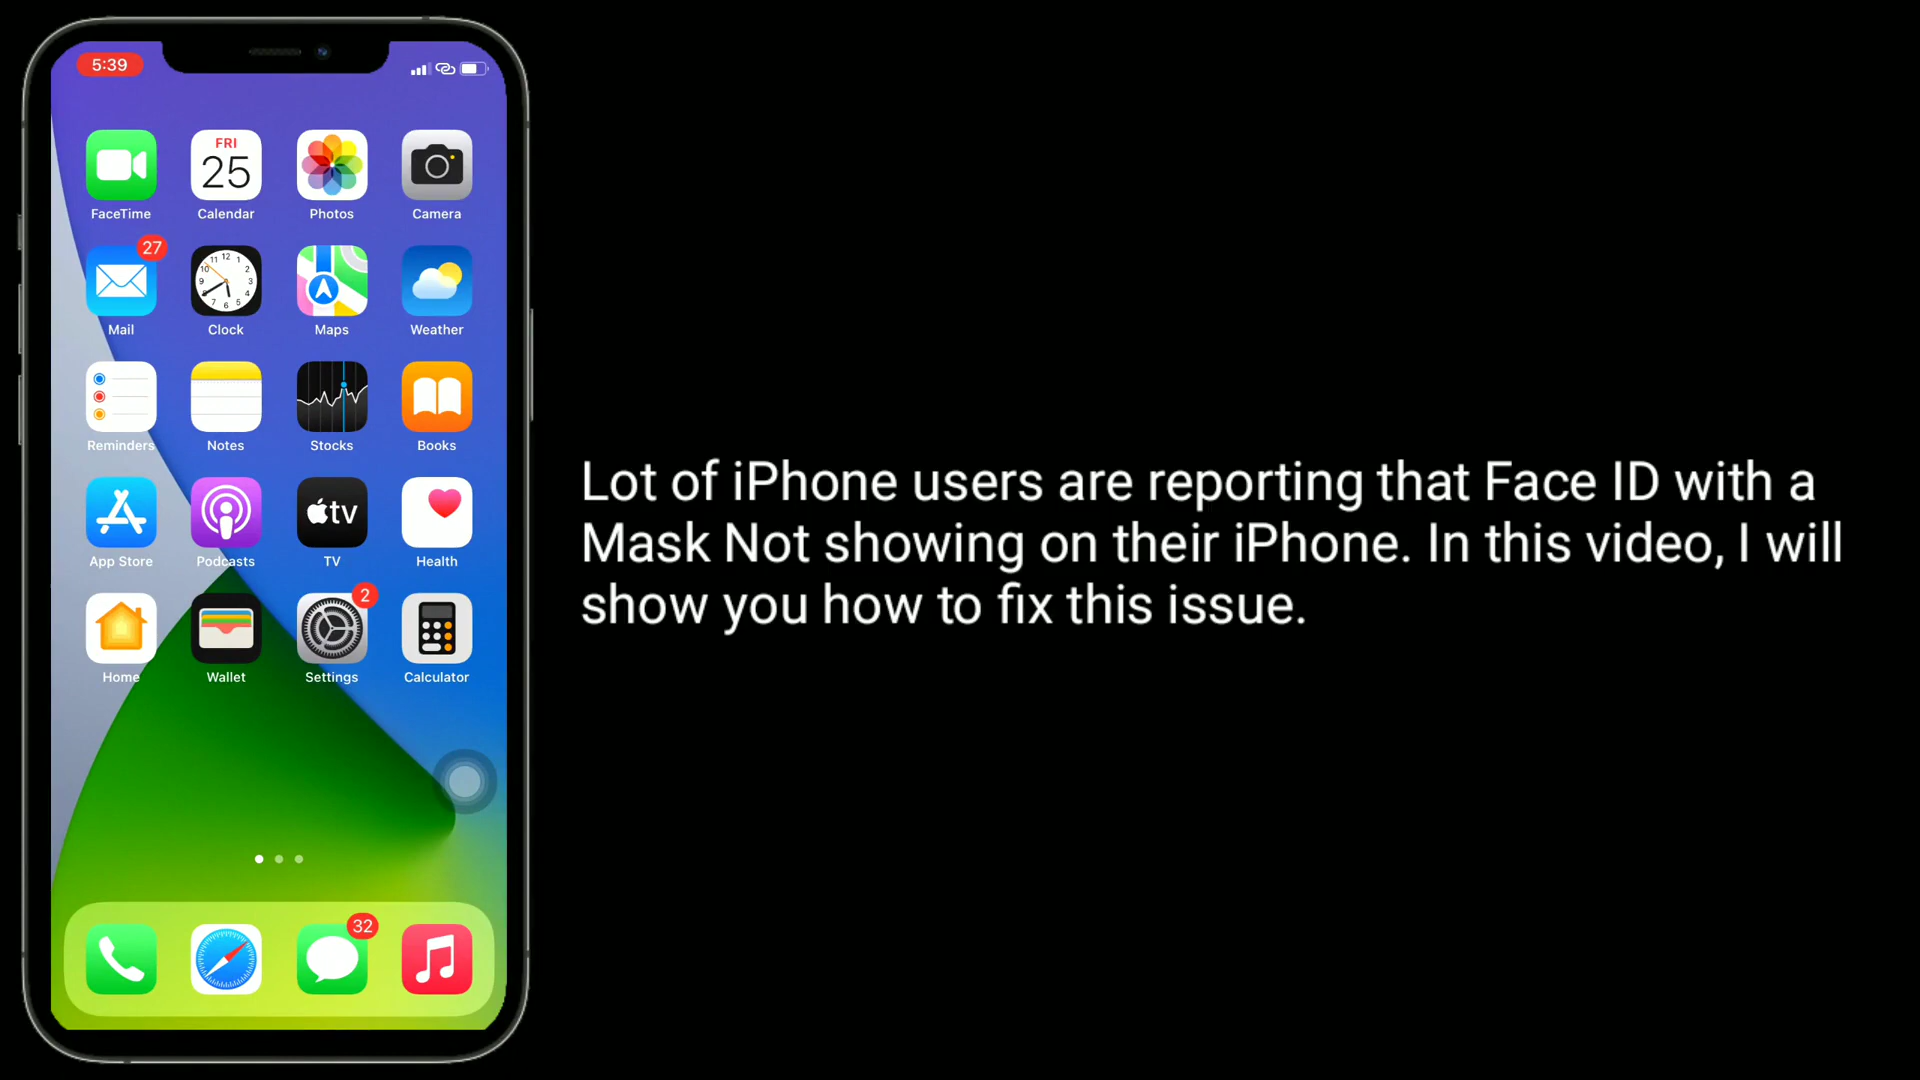 5:39
FRI
25
FaceTime
Calendar
Photos
Camera
27
Mail
Clock
Maps
Weather
Reminders
Notes
Stocks
Books
tv
App Store
Podcasts
TV
Health
2
Home
Wallet
Settings
Calculator
32
Lot of iPhone users are reporting that Face ID with a
Mask Not showing on their iPhone. In this video, I will
show you how to fix this issue.